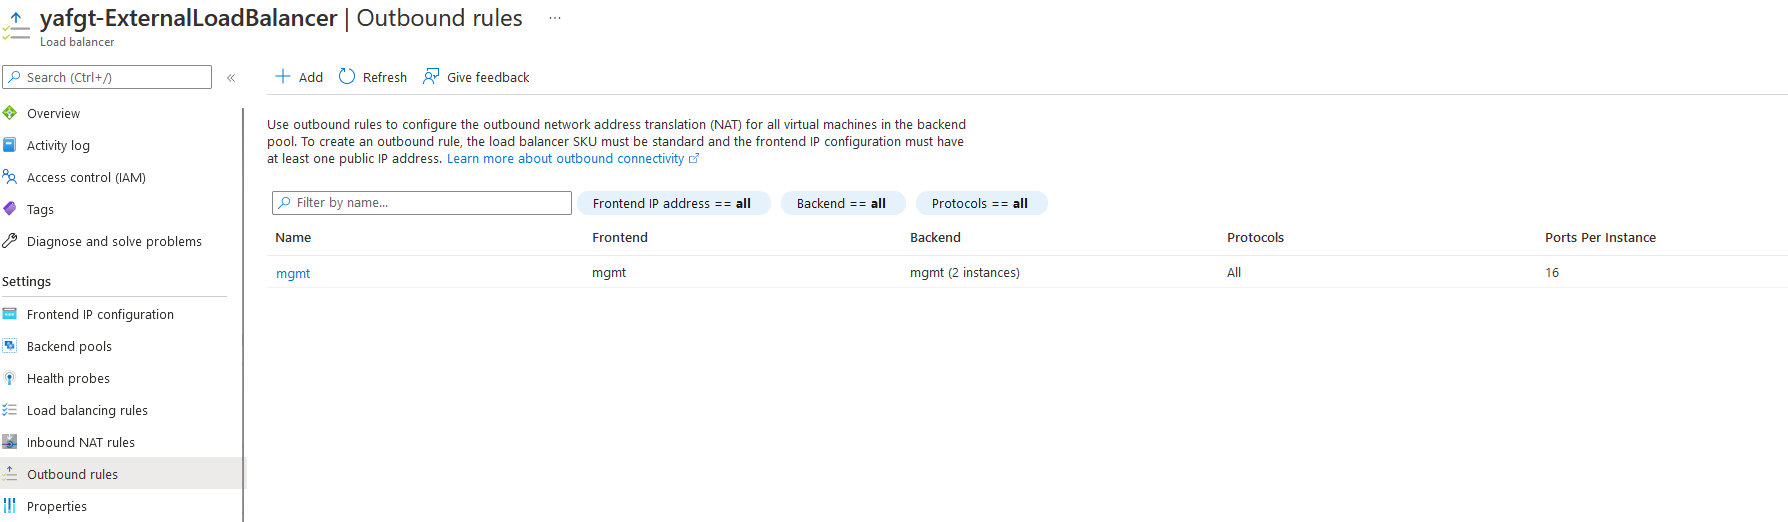 yafgt-ExternalLoadBalancer | Outbound rules ...
Load balancer
Search (Ctrl+/) «
Overview
Activity log
Access control (IAM)
Tags
Diagnose and solve problems
Settings
Frontend IP configuration
Backend pools
Health probes
Load balancing rules
Inbound NAT rules
Outbound rules
Properties
Add Refresh Give feedback
Use outbound rules to configure the outbound network address translation (NAT) for all virtual machines in the backend
pool. To create an outbound rule, the load balancer SKU must be standard and the frontend IP configuration must have
at least one public IP address. Learn more about outbound connectivity
Filter by name... Frontend IP address == all Backend == all Protocols == all
Name Frontend Backend Protocols Ports Per Instance
mgmt mgmt mgmt (2 instances) All 16